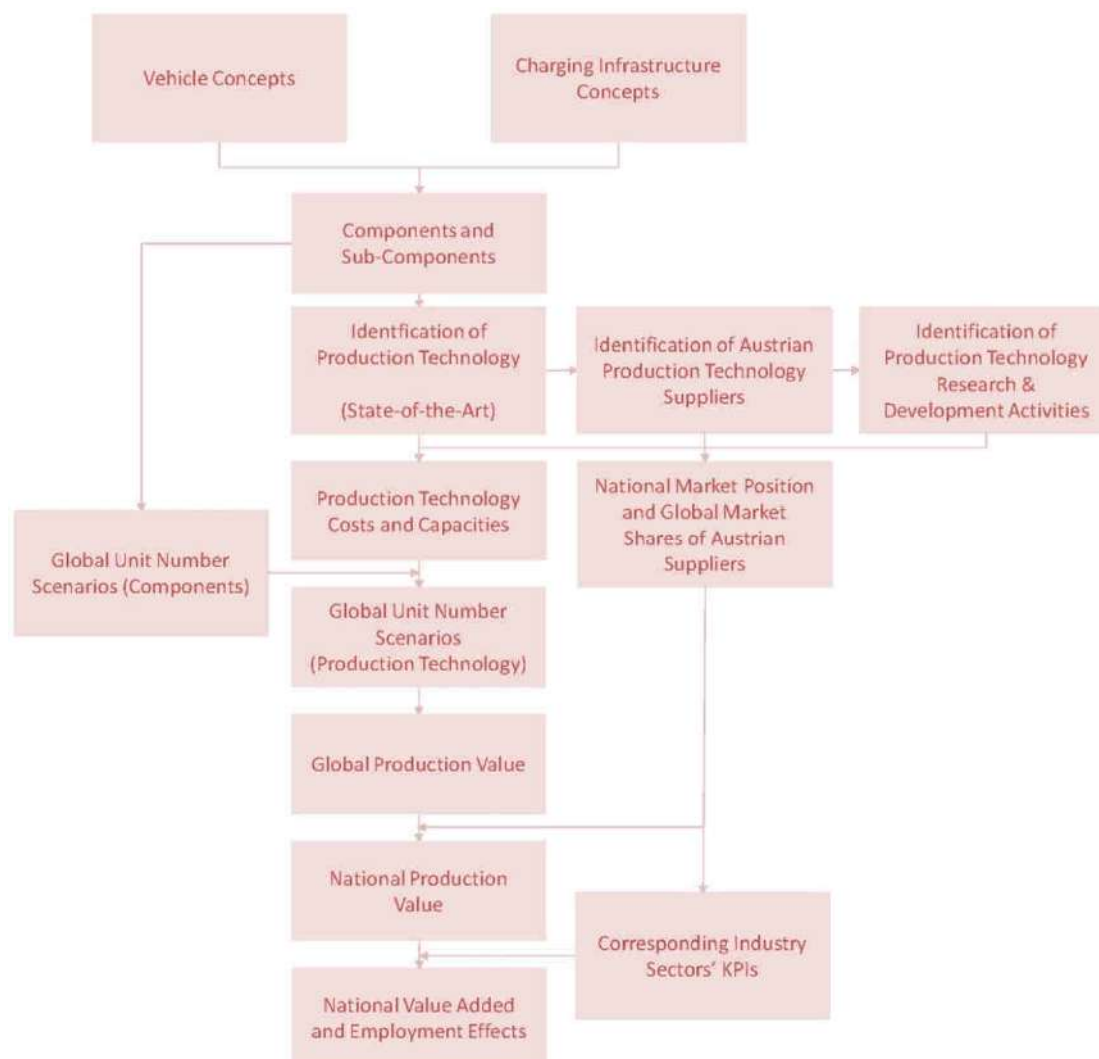 Vehicle Concepts
Charging Infrastructure
Concepts
Components and
Sub-Components
Identfication of
Production Technology
(State-of-the-Art)
Identification of Austrian
Production Technology
Suppliers
Identification of
Production Technology
Research &
Development Activities
Production Technology
Costs and Capacities
National Market Position
and Global Market
Shares of Austrian
Suppliers
Global Unit Number
Scenarios (Components)
Global Unit Number
Scenarios
(Production Technology)
Global Production Value
National Production
Value
Corresponding Industry
Sectors’ KPIs
National Value Added
and Employment Effects